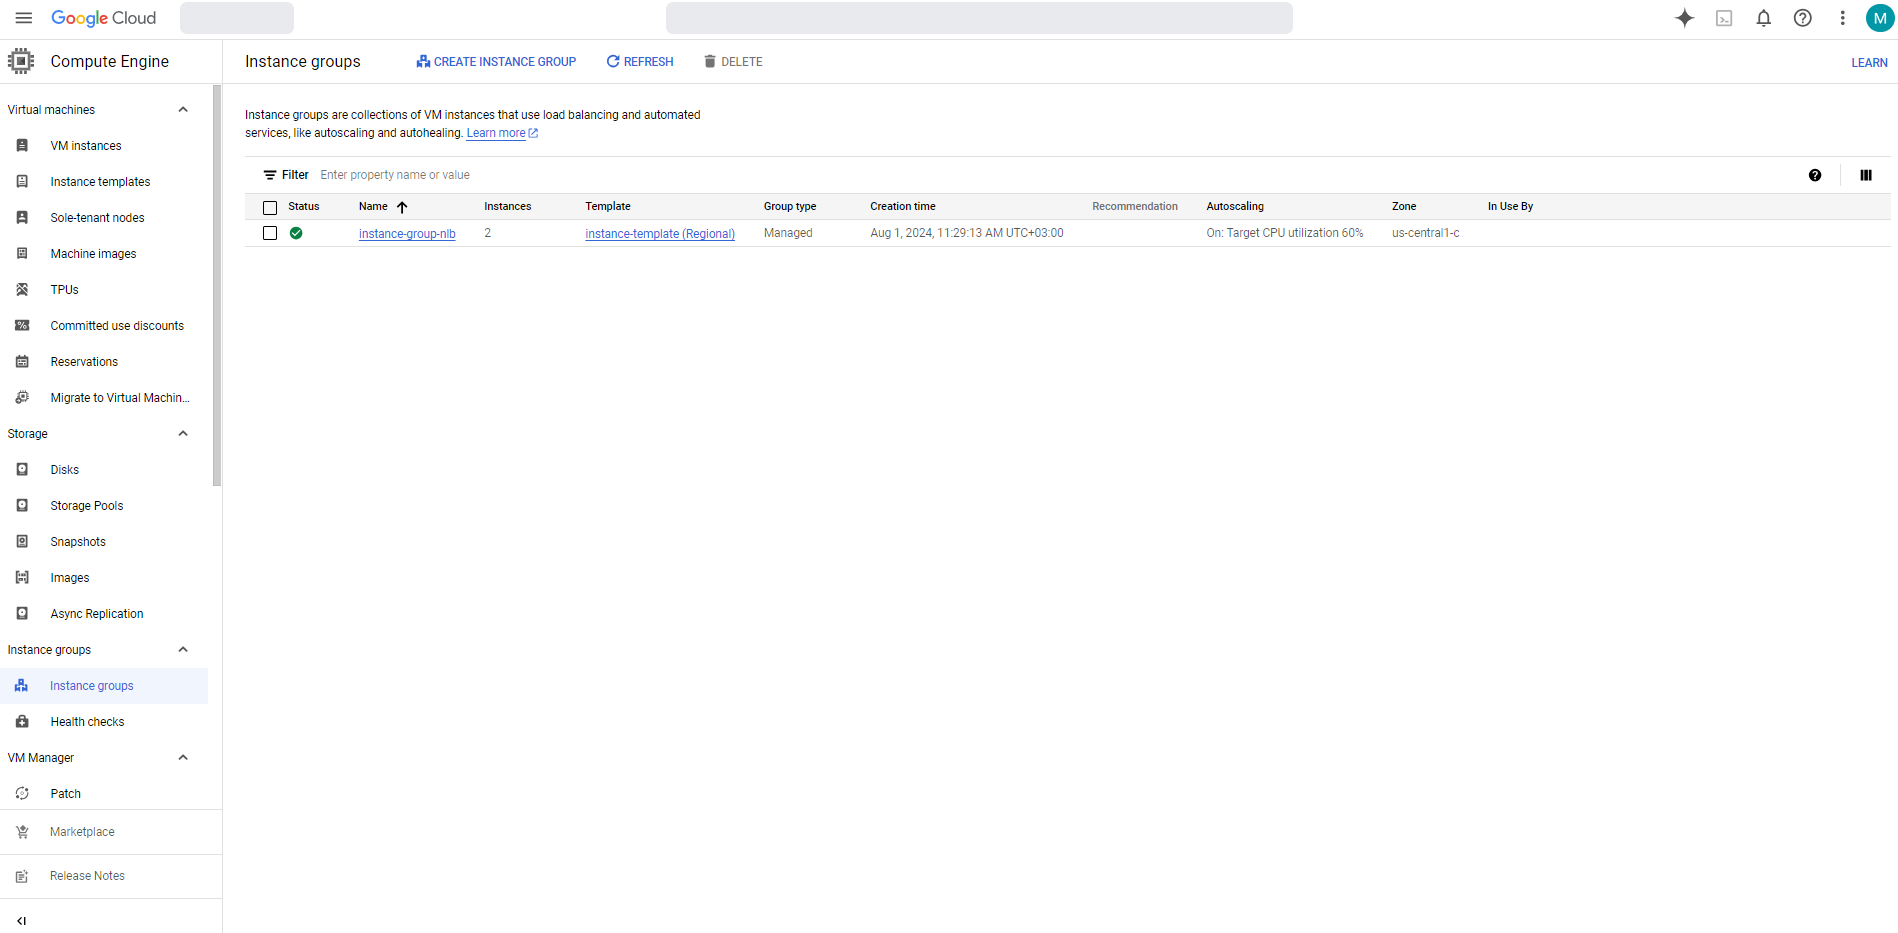 Google Cloud
M
Compute Engine
Instance groups
CREATE INSTANCE GROUP
REFRESH
DELETE
LEARN
Virtual machines
VM instances
Instance templates
Sole-tenant nodes
Machine images
TPUs
Committed use discounts
Reservations
Migrate to Virtual Machin...
Storage
Disks
Storage Pools
Snapshots
Images
Async Replication
Instance groups
Instance groups
Health checks
VM Manager
Patch
Marketplace
Release Notes
Instance groups are collections of VM instances that use load balancing and automated
services, like autoscaling and autohealing. Learn more
Filter Enter property name or value
Status Name Instances Template Group type Creation time Recommendation Autoscaling Zone In Use By
instance-group-nlb 2 instance-template (Regional) Managed Aug 1, 2024, 11:29:13 AM UTC+03:00 On: Target CPU utilization 60% us-central1-c